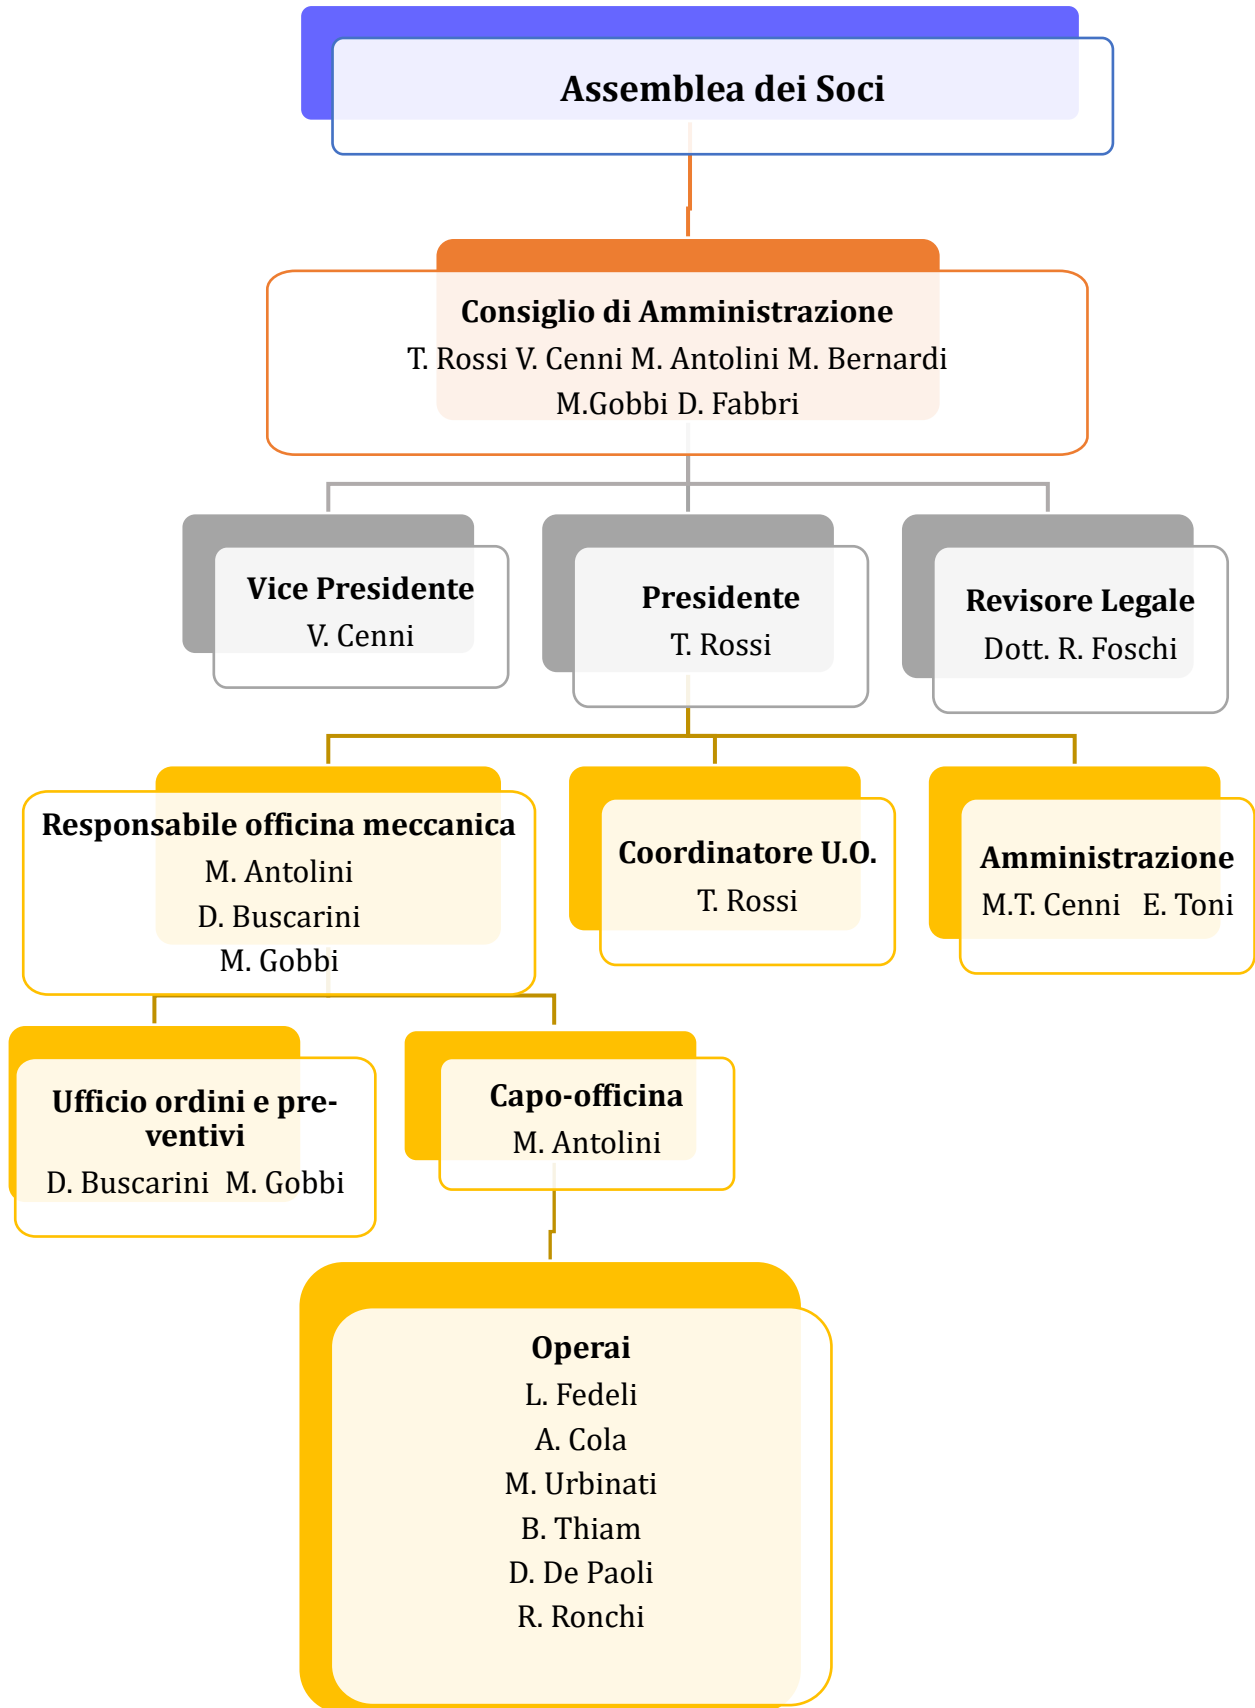 Assemblea dei Soci
Consiglio di Amministrazione
T. Rossi V. Cenni M. Antolini M. Bernardi
M.Gobbi D. Fabbri
Vice Presidente
V. Cenni
Presidente
T. Rossi
Revisore Legale
Dott. R. Foschi
Responsabile officina meccanica
M. Antolini
D. Buscarini
M. Gobbi
Coordinatore U.O.
T. Rossi
Amministrazione
M.T. Cenni E. Toni
Ufficio ordini e pre-
ventivi
D. Buscarini M. Gobbi
Capo-officina
M. Antolini
Operai
L. Fedeli
A. Cola
M. Urbinati
B. Thiam
D. De Paoli
R. Ronchi